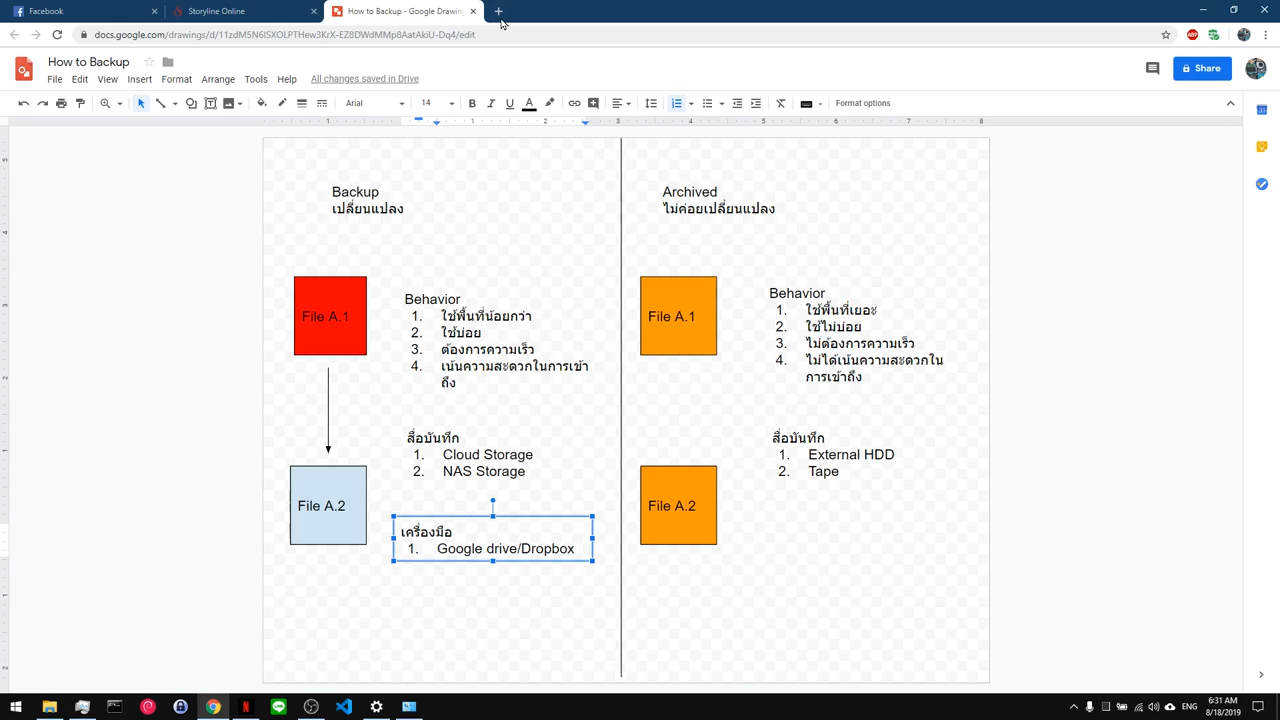 Facebook
Storyline Online
How to Backup - Google Drawin
docs.google.com/drawings/d/11zdM5N6ISXOLPTHew3KrX-EZ8DWdMMp8AatAkiU-Dq4/edit
How to Backup
File Edit View Insert Format Arrange Tools Help All changes saved in Drive
Share
Arial 14 Format options
Backup
เปลี่ยนแปลง
File A.1
Behavior
1. ใช้พื้นที่น้อยกว่า
2. ใช้บ่อย
3. ต้องการความเร็ว
4. เน้นความสะดวกในการเข้า
ถึง
สื่อบันทึก
1. Cloud Storage
2. NAS Storage
File A.2
เครื่องมือ
1. Google drive/Dropbox
Archived
ไม่ค่อยเปลี่ยนแปลง
File A.1
Behavior
1. ใช้พื้นที่เยอะ
2. ใช้ไม่บ่อย
3. ไม่ต้องการความเร็ว
4. ไม่ได้เน้นความสะดวกใน
การเข้าถึง
สื่อบันทึก
1. External HDD
2. Tape
File A.2
ENG
6:31 AM
8/18/2019